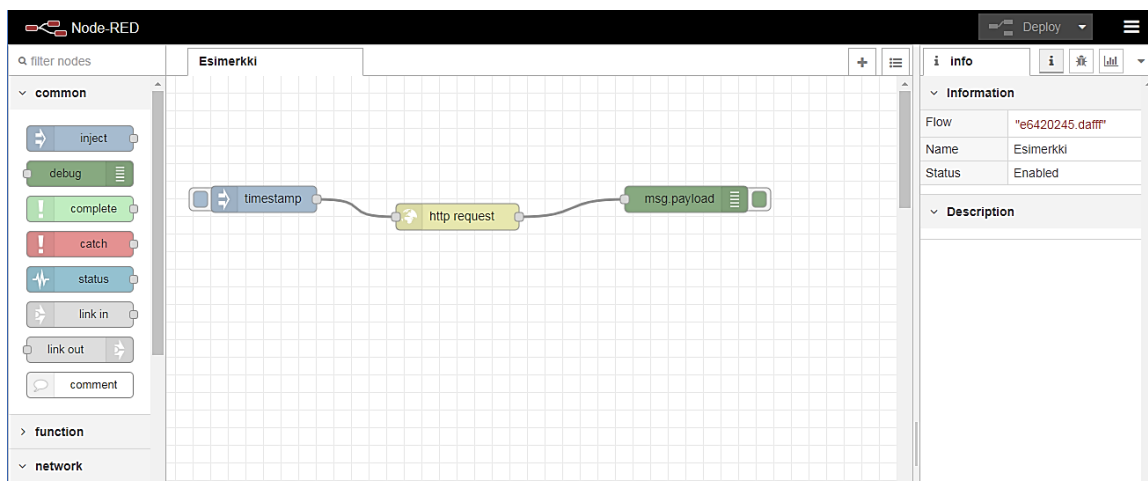 Node-RED
Deploy
filter nodes
Esimerkki
i info
i
common
Information
inject
Flow
"e6420245.dafff"
debug
Name
Esimerkki
Status
Enabled
complete
timestamp
msg.payload
http request
Description
catch
status
link in
link out
comment
function
network